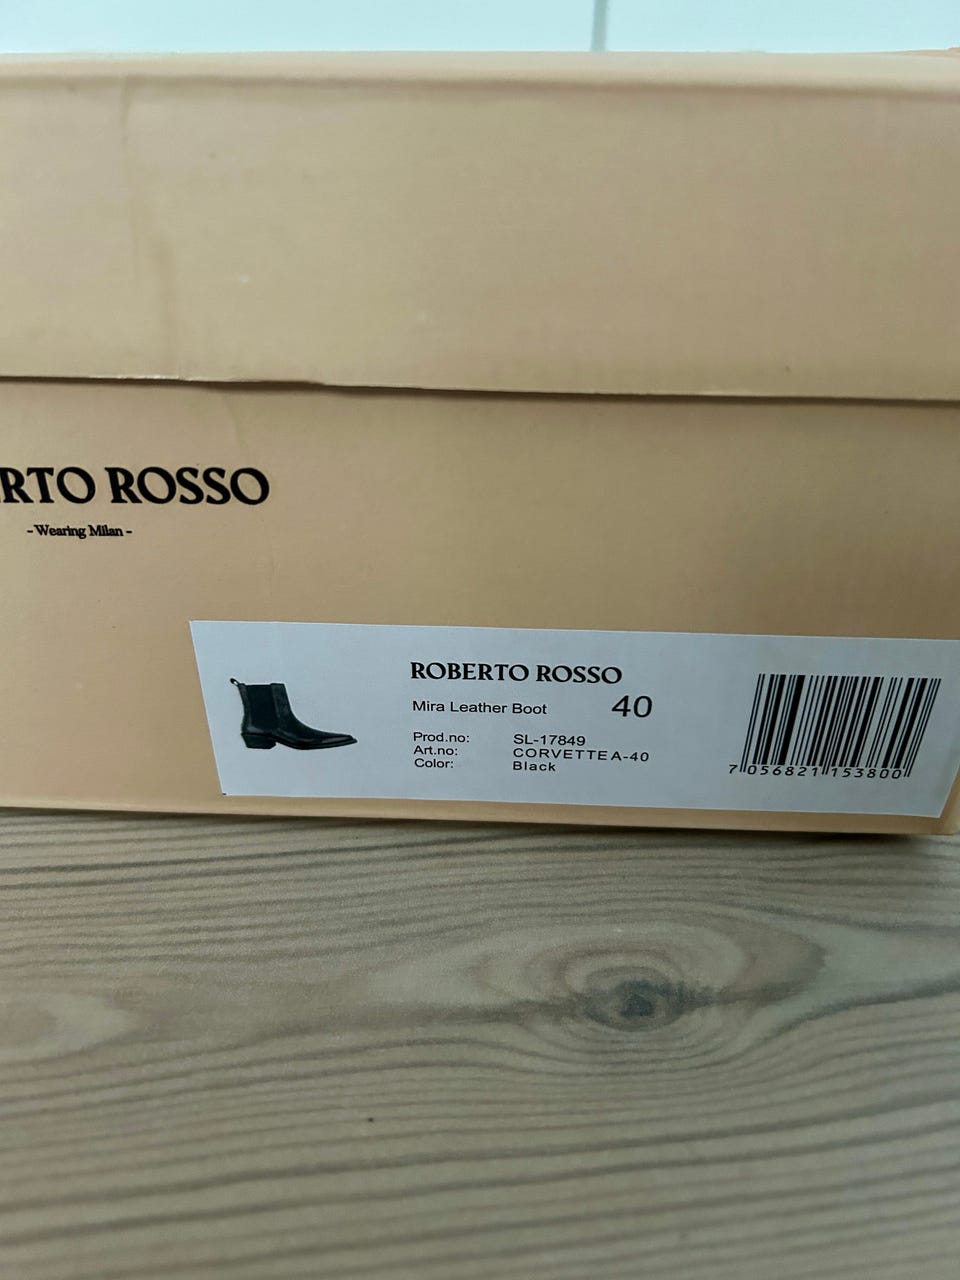 RTO ROSSO
- Wearing Milan -
ROBERTO ROSSO
Mira Leather Boot 40
Prod.no: SL-17849
Art.no: CORVETTE A-40
Color: Black
7 056821 153800